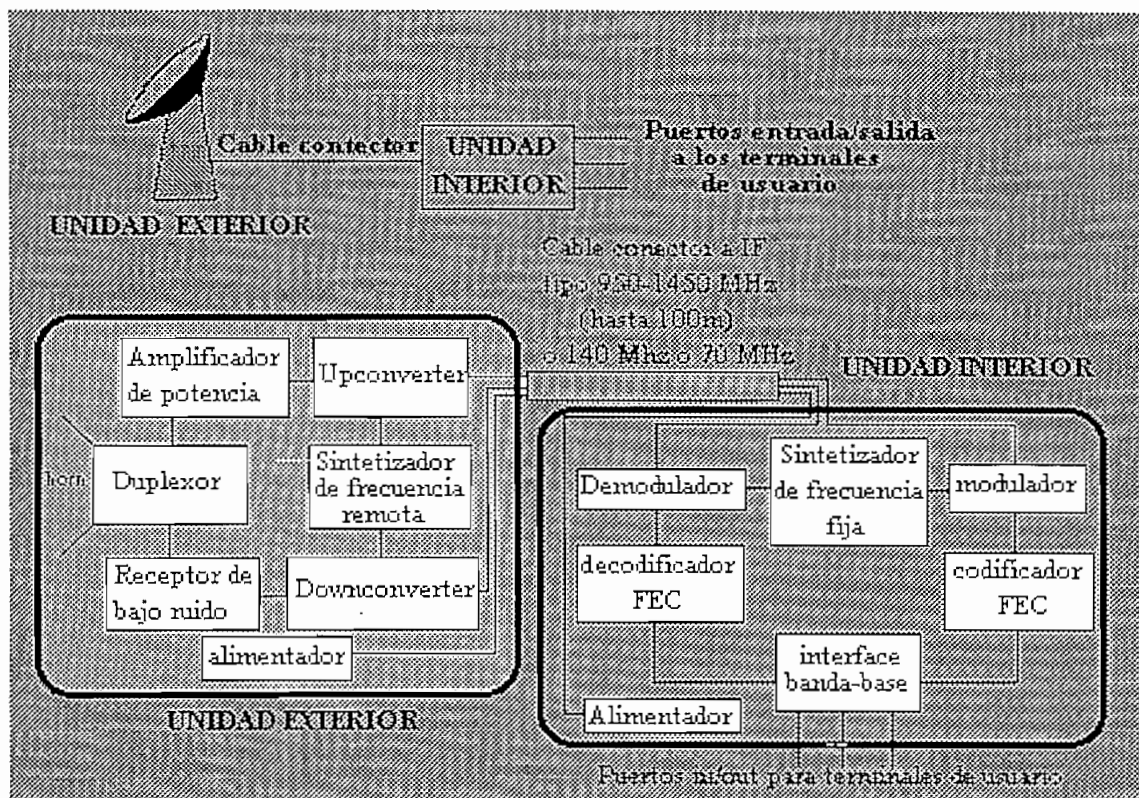 Cable contector
UNIDAD
INTERIOR
Puertos entrada/salida
a los terminales
de usuario
UNIDAD EXTERIOR
Cable conector a IF
tipo 950-1450 MHz
(hasta 100m)
o 140 Mhz o 70 MHz
UNIDAD INTERIOR
Amplificador
de potencia
Upconverter
horn
Duplexor
Sintetizador
de frecuencia
remota
Receptor de
bajo ruido
Downconverter
alimentador
UNIDAD EXTERIOR
Demodulador
Sintetizador
de frecuencia
fija
modulador
decodificador
FEC
codificador
FEC
interface
banda-base
Alimentador
Puertos in/out para terminales de usuario